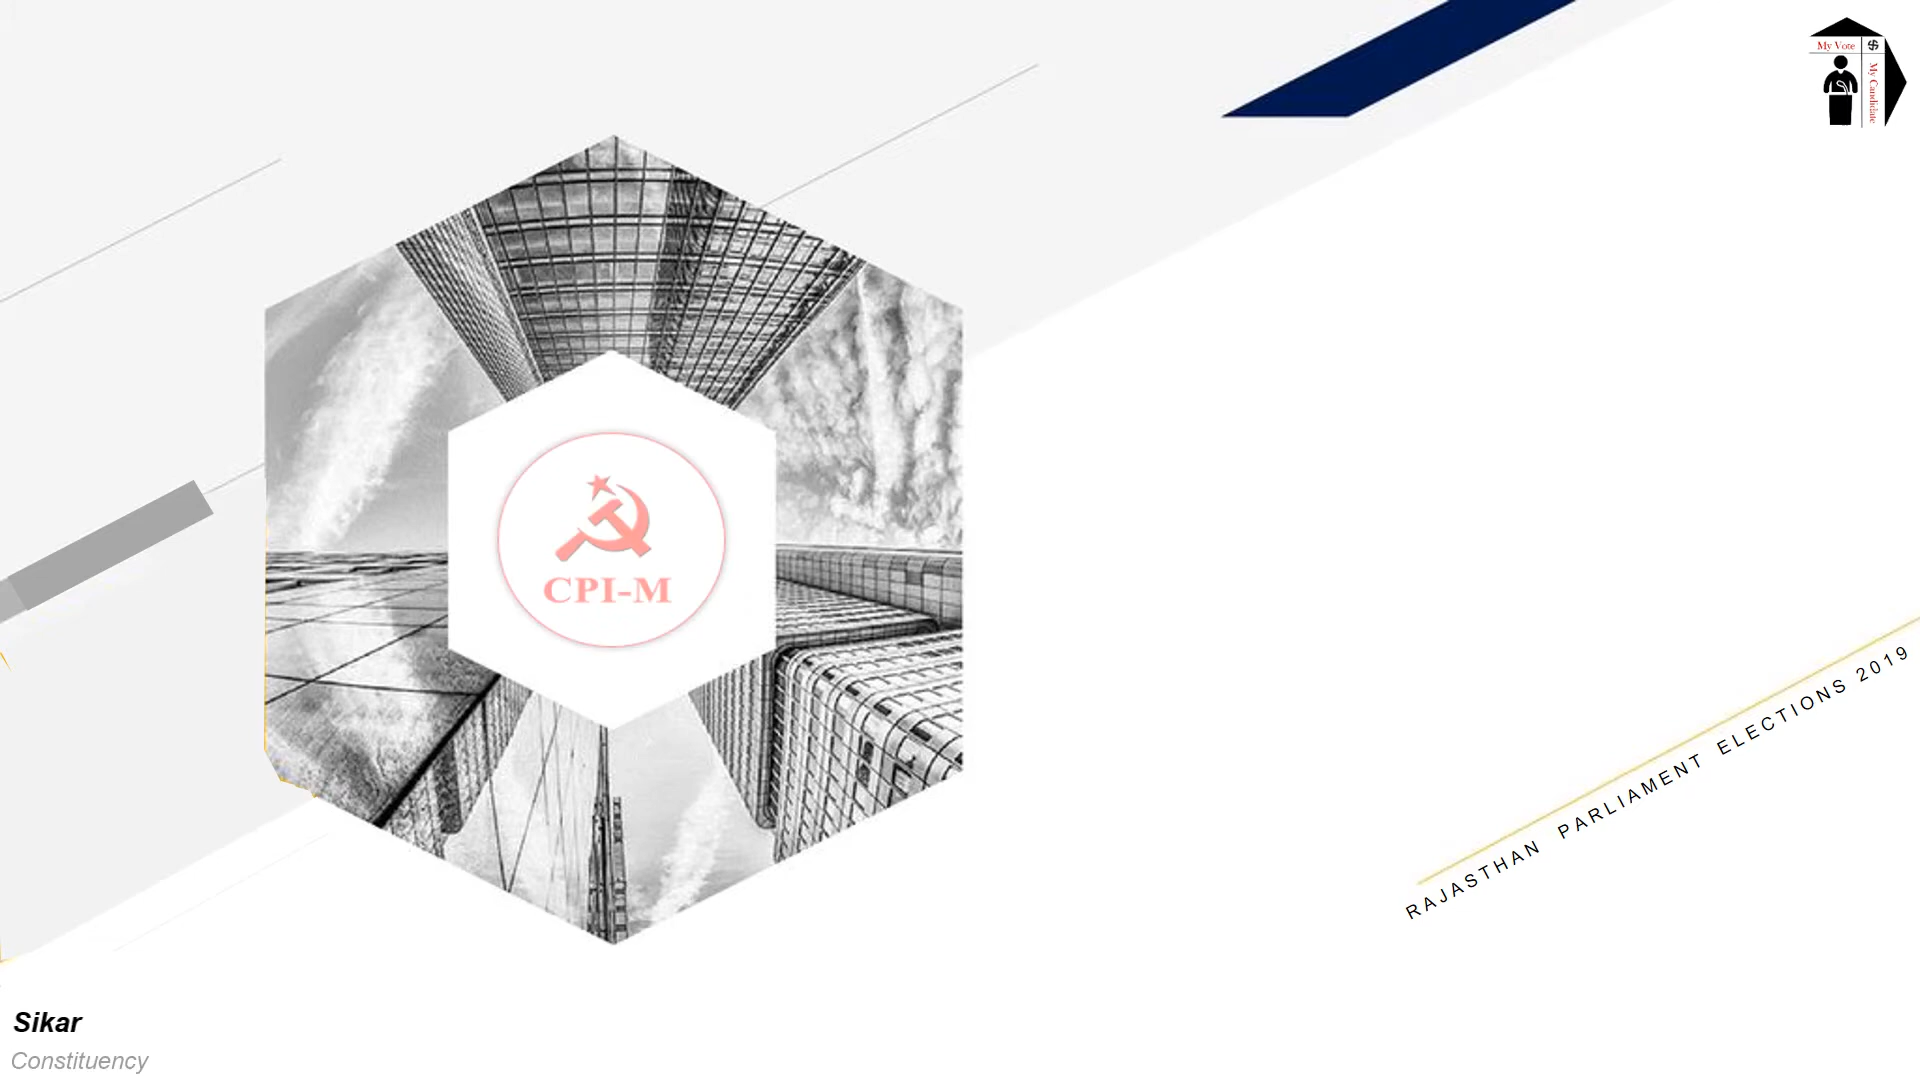 My Vote
My Candidate
CPI-M
RAJASTHAN PARLIAMENT ELECTIONS 2019
Sikar
Constituency